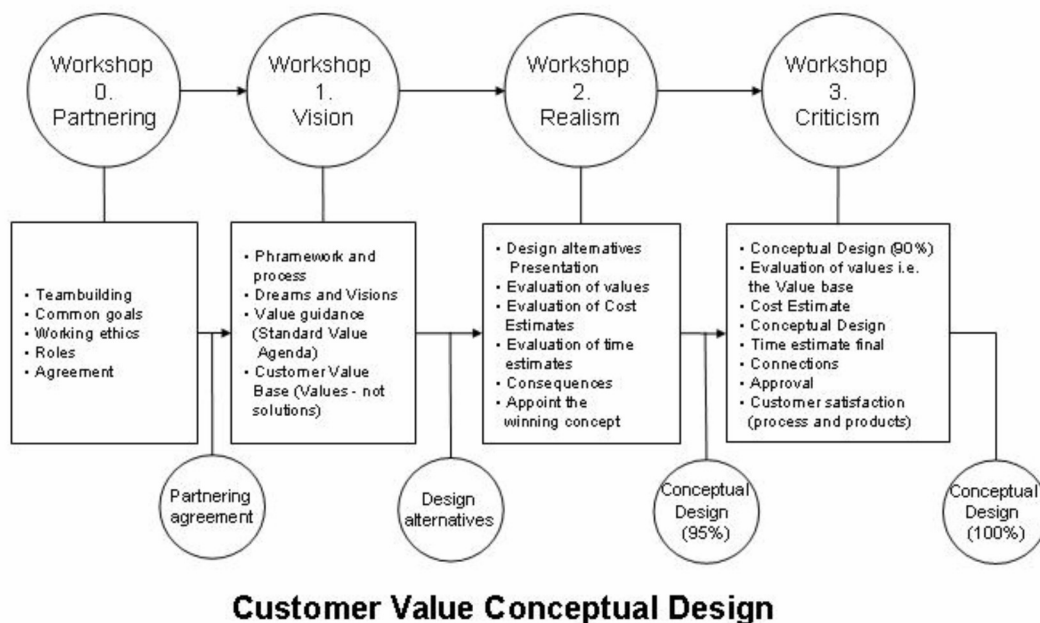 Workshop
0.
Partnering
Workshop
1.
Vision
Workshop
2.
Realism
Workshop
3.
Criticism
• Teambuilding
• Common goals
• Working ethics
• Roles
• Agreement
• Phramework and
process
• Dreams and Visions
• Value guidance
(Standard Value
Agenda)
• Customer Value
Base (Values - not
solutions)
• Design alternatives
Presentation
• Evaluation of values
• Evaluation of Cost
Estimates
• Evaluation of time
estimates
• Consequences
• Appoint the
winning concept
• Conceptual Design (90%)
• Evaluation of values i.e.
the Value base
• Cost Estimate
• Conceptual Design
• Time estimate final
• Connections
• Approval
• Customer satisfaction
(process and products)
Partnering
agreement
Design
alternatives
Conceptual
Design
(95%)
Conceptual
Design
(100%)
Customer Value Conceptual Design